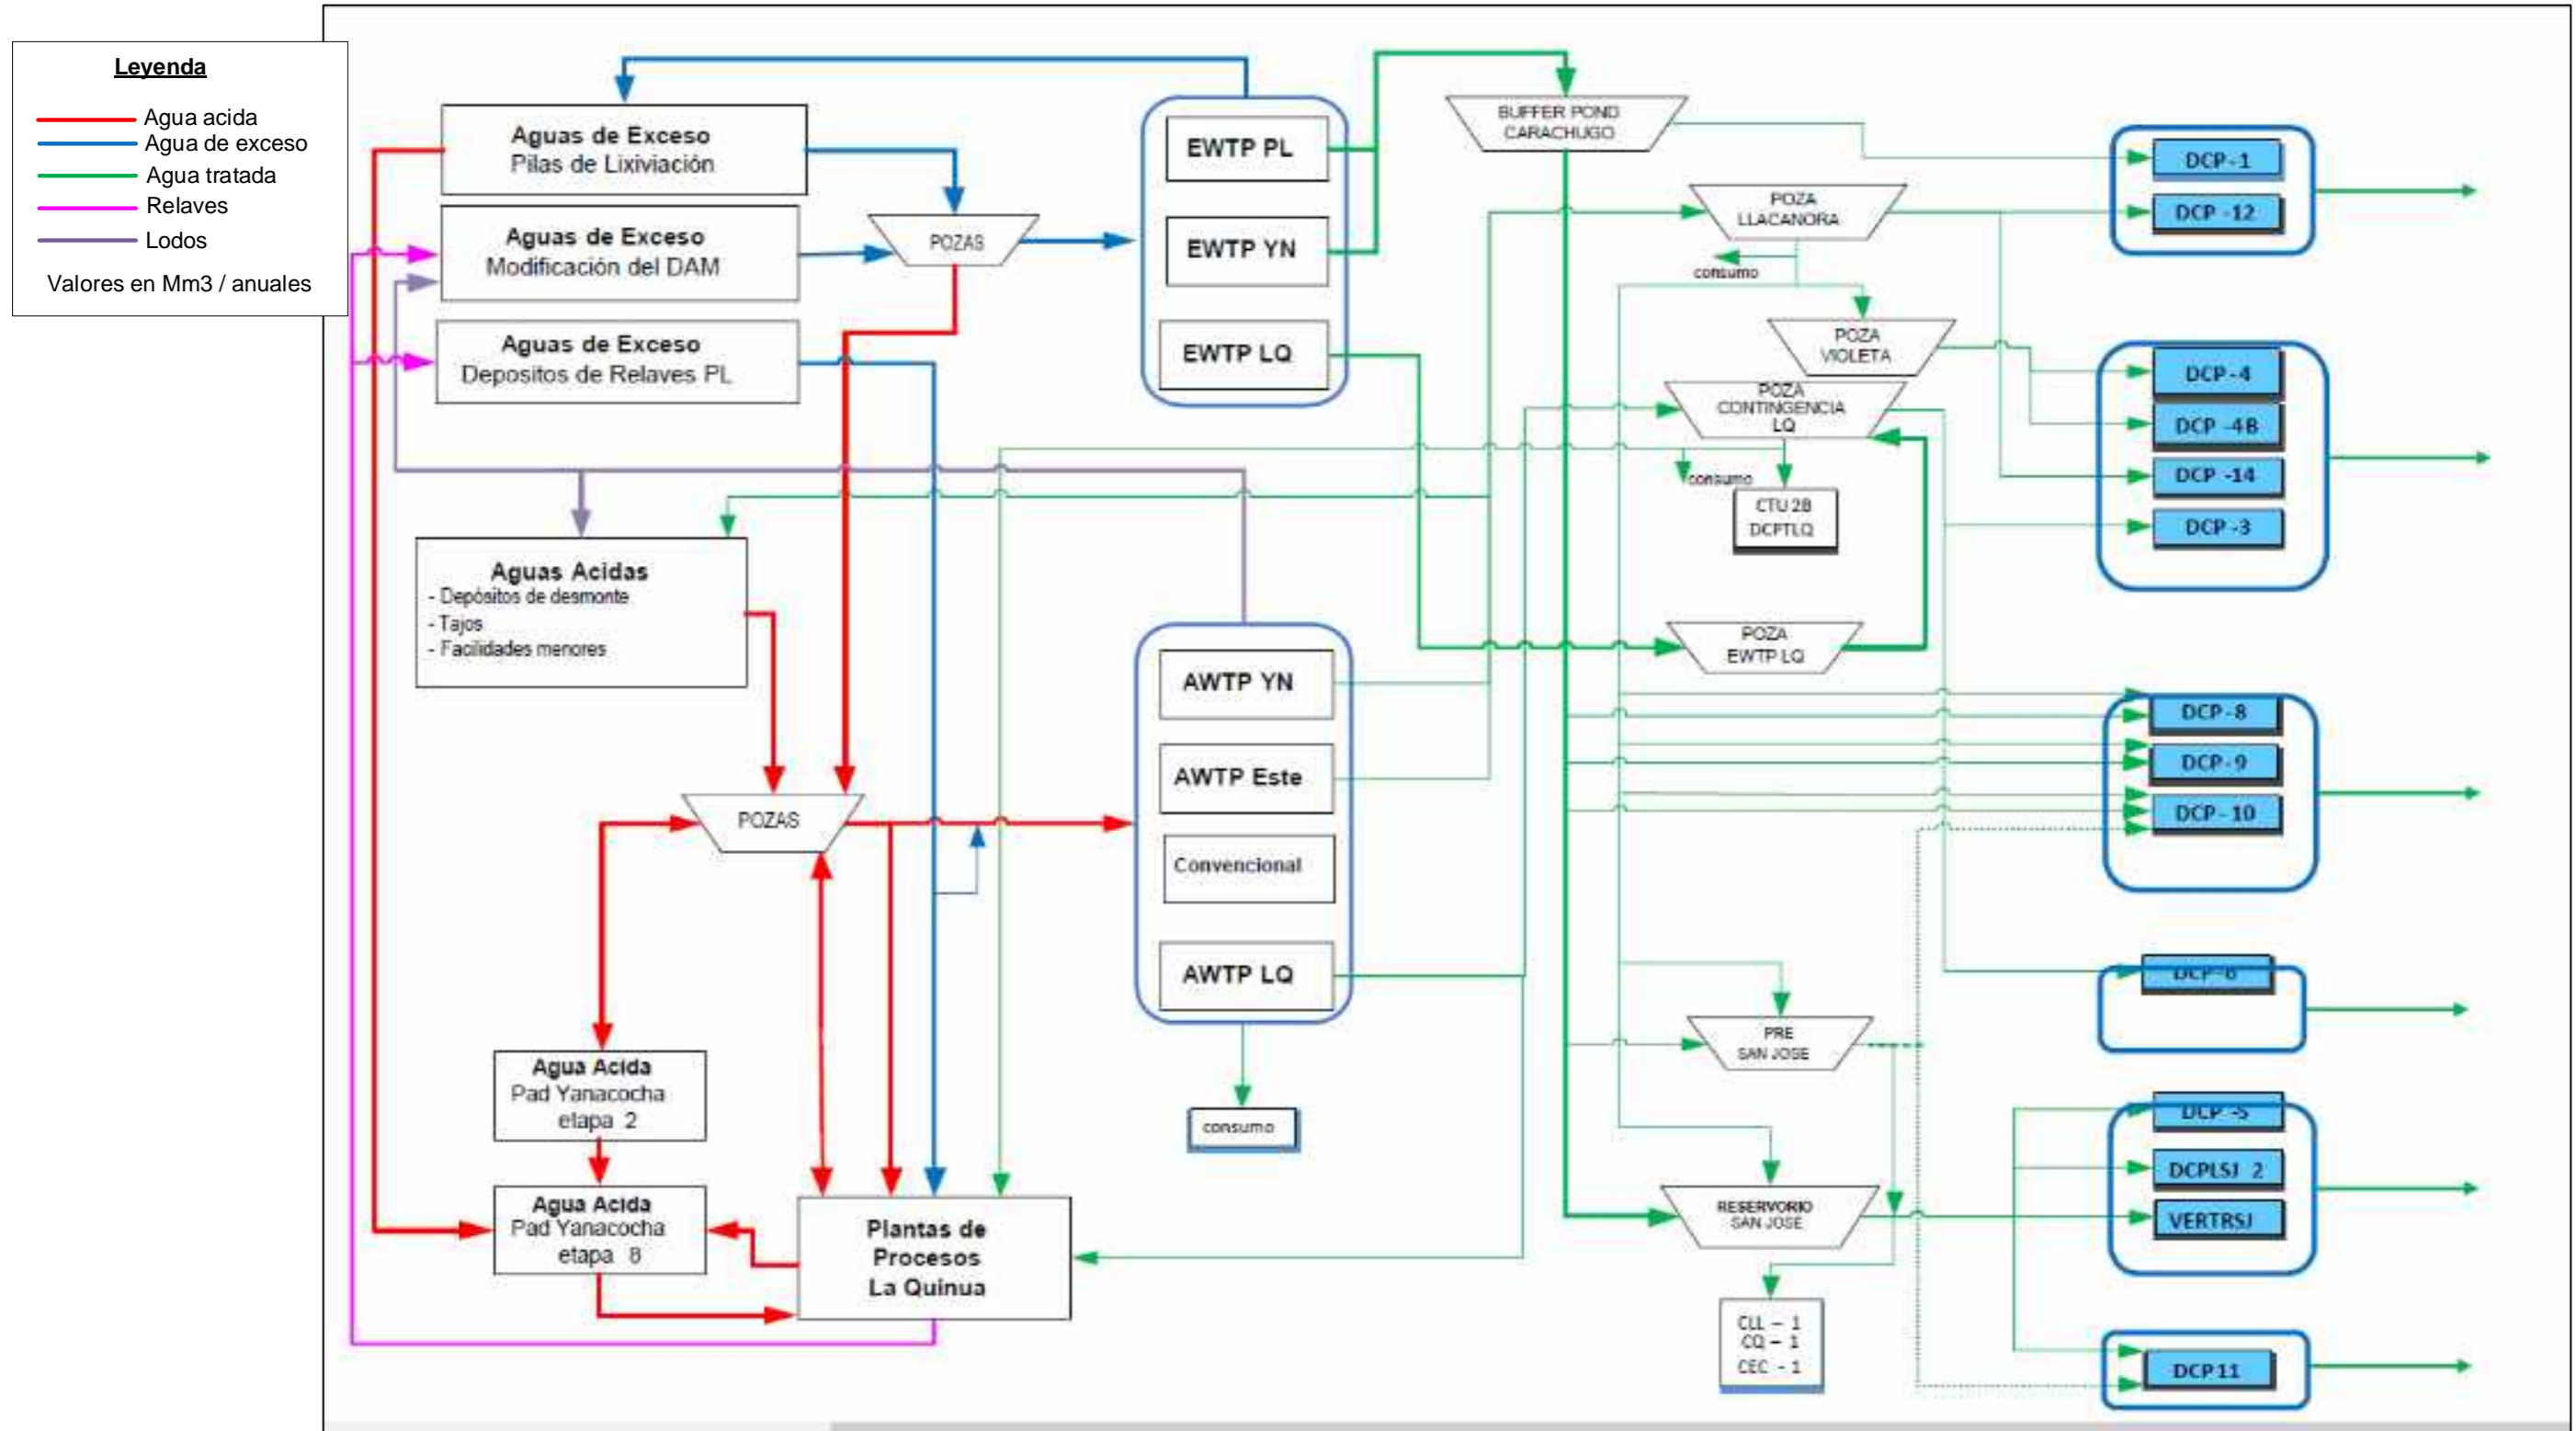 Leyenda
Agua acida
Agua de exceso
Agua tratada
Relaves
Lodos
Valores en Mm3 / anuales
Aguas de Exceso
Pilas de Lixiviación
Aguas de Exceso
Modificación del DAM
Aguas de Exceso
Depositos de Relaves PL
POZAS
EWTP PL
EWTP YN
EWTP LQ
Aguas Acidas
- Depósitos de desmonte
- Tajos
- Facilidades menores
POZAS
AWTP YN
AWTP Este
Convencional
AWTP LQ
consumo
Agua Acida
Pad Yanacocha
etapa 2
Agua Acida
Pad Yanacocha
etapa 8
Plantas de
Procesos
La Quinua
BUFFER POND
CARACHUGO
POZA
LLACANORA
consumo
POZA
VIOLETA
POZA
CONTINGENCIA
LQ
consumo
CTU 2B
DCPTLQ
POZA
EWTP LQ
PRE
SAN JOSE
RESERVORIO
SAN JOSE
CLL - 1
CQ - 1
CEC - 1
DCP-1
DCP -12
DCP-4
DCP -4B
DCP -14
DCP -3
DCP-8
DCP-9
DCP-10
DCP-6
DCP -5
DCPLSJ 2
VERTRSJ
DCP11